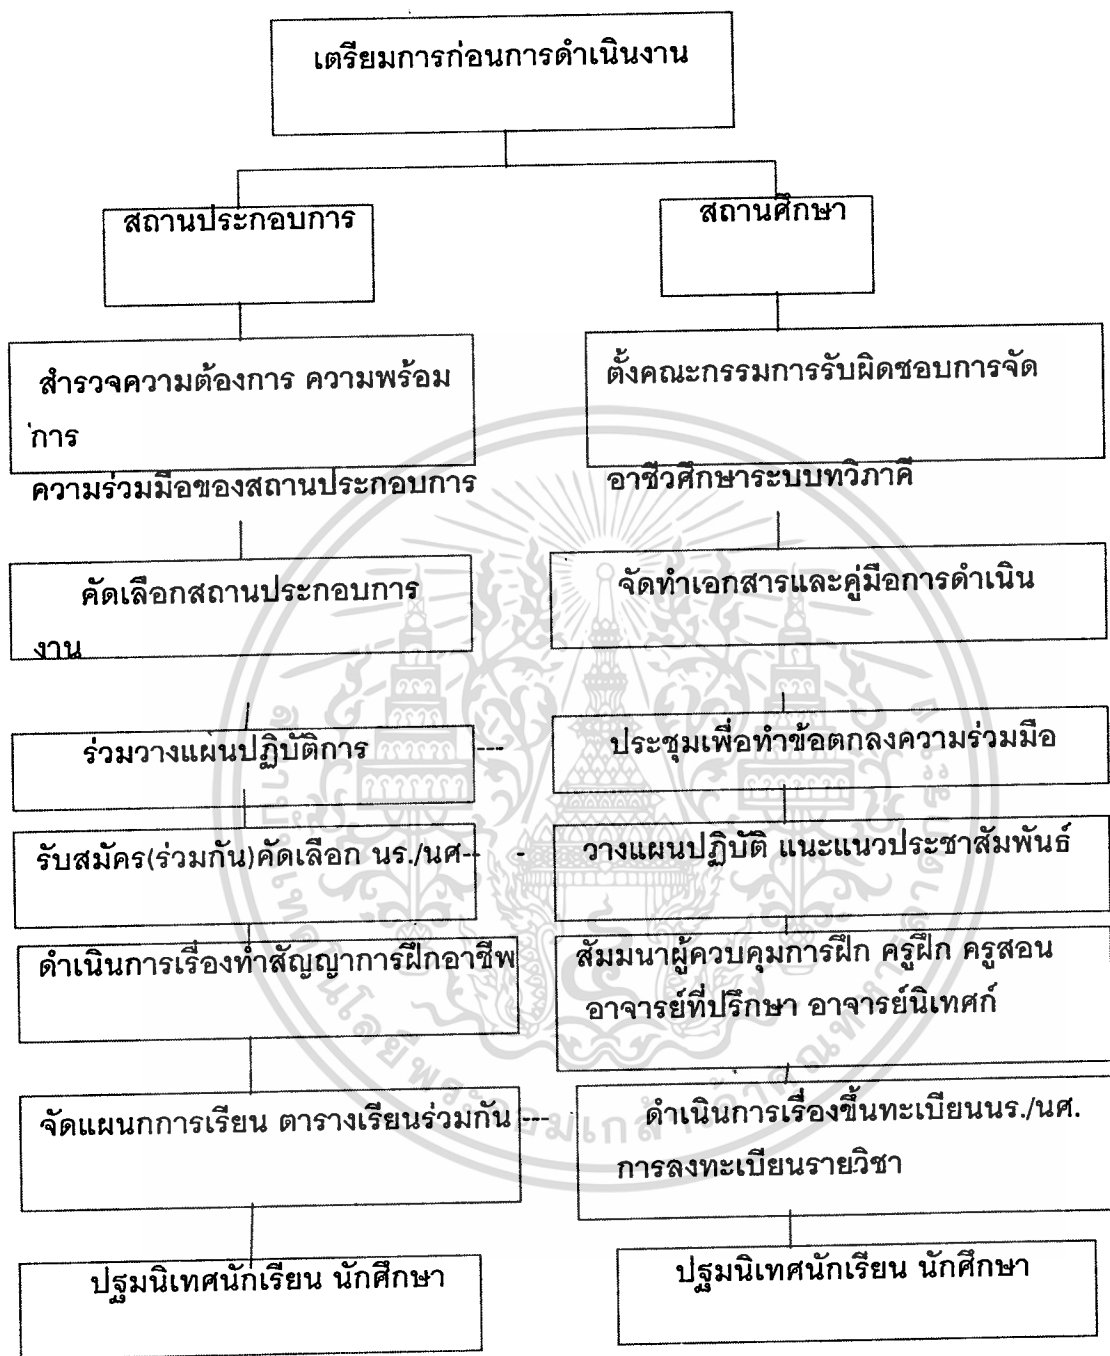 เตรียมการก่อนการดำเนินงาน
สถานประกอบการ
สถานศึกษา
สำรวจความต้องการ ความพร้อม
การ
ความร่วมมือของสถานประกอบการ
ตั้งคณะกรรมการรับผิดชอบการจัด
อาชีวศึกษาระบบทวิภาคี
คัดเลือกสถานประกอบการ
งาน
จัดทำเอกสารและคู่มือการดำเนิน
ร่วมวางแผนปฏิบัติการ ---
ประชุมเพื่อทำข้อตกลงความร่วมมือ
รับสมัคร(ร่วมกัน)คัดเลือก นร./นศ-- -
วางแผนปฏิบัติ แนะแนวประชาสัมพันธ์
ดำเนินการเรื่องทำสัญญาการฝึกอาชีพ
สัมมนาผู้ควบคุมการฝึก ครูฝึก ครูสอน
อาจารย์ที่ปรึกษา อาจารย์นิเทศก์
จัดแผนกการเรียน ตารางเรียนร่วมกัน ---
ดำเนินการเรื่องขึ้นทะเบียนนร./นศ.
การลงทะเบียนรายวิชา
ปฐมนิเทศนักเรียน นักศึกษา
ปฐมนิเทศนักเรียน นักศึกษา